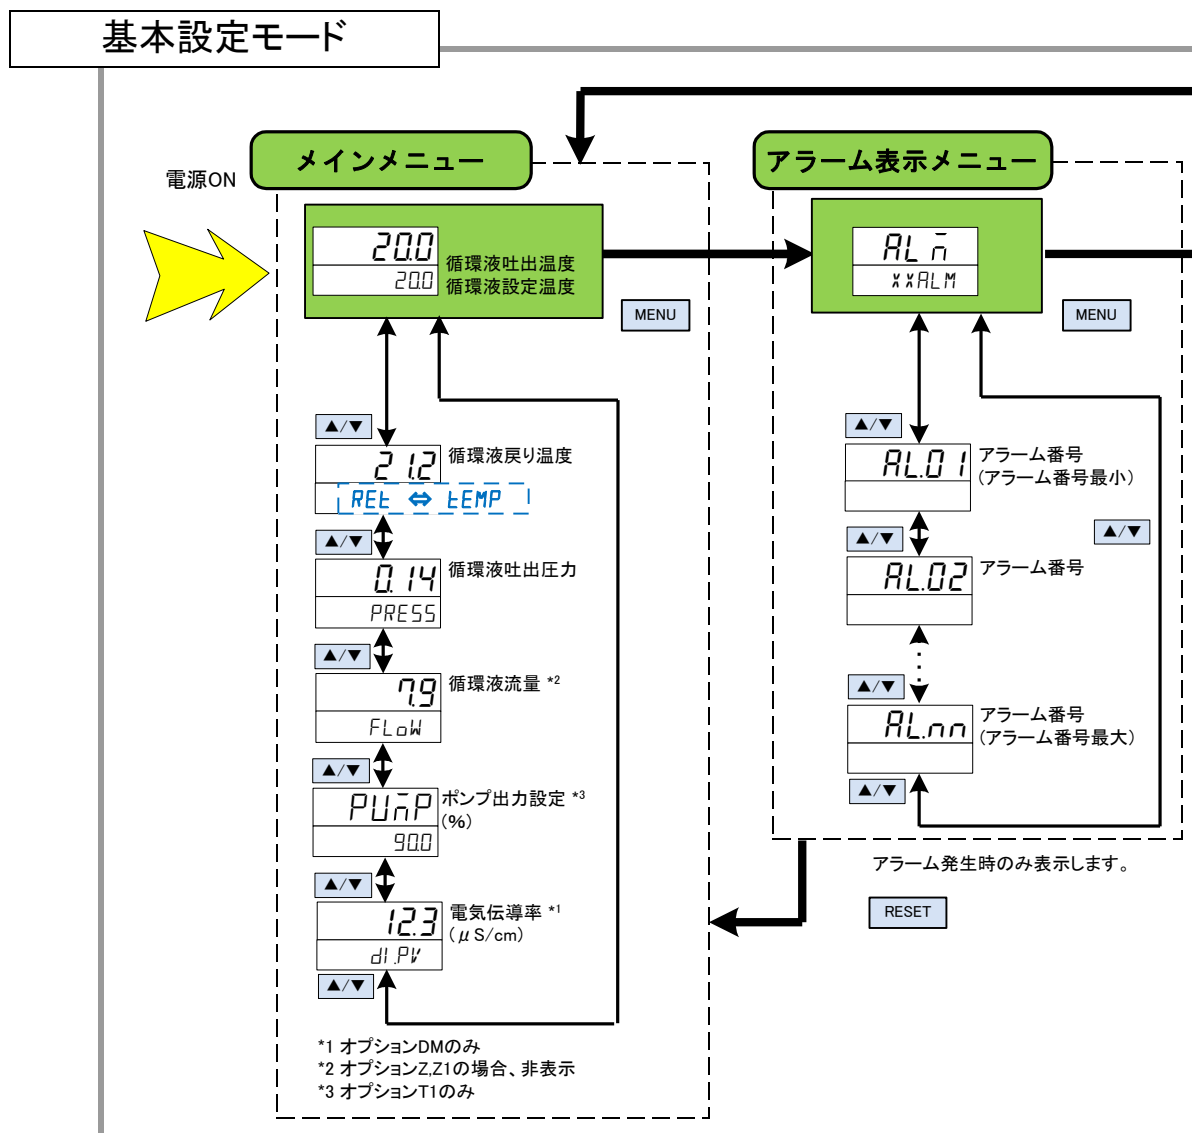 基本設定モード
メインメニュー
電源ON
20.0
循環液吐出温度
20.0
循環液設定温度
MENU
▲/▼
21.2
循環液戻り温度
RET ⇔ TEMP
▲/▼
0.14
循環液吐出圧力
PRESS
▲/▼
7.9
循環液流量 *2
FLoW
▲/▼
PUMP
ポンプ出力設定 *3
(%)
90.0
▲/▼
12.3
電気伝導率 *1
(μS/cm)
dI.PV
▲/▼
*1 オプションDMのみ
*2 オプションZ,Z1の場合、非表示
*3 オプションT1のみ
アラーム表示メニュー
AL M
XXALM
MENU
▲/▼
AL.01
アラーム番号
(アラーム番号最小)
▲/▼
▲/▼
AL.02
アラーム番号
▲/▼
AL.nn
アラーム番号
(アラーム番号最大)
▲/▼
アラーム発生時のみ表示します。
RESET